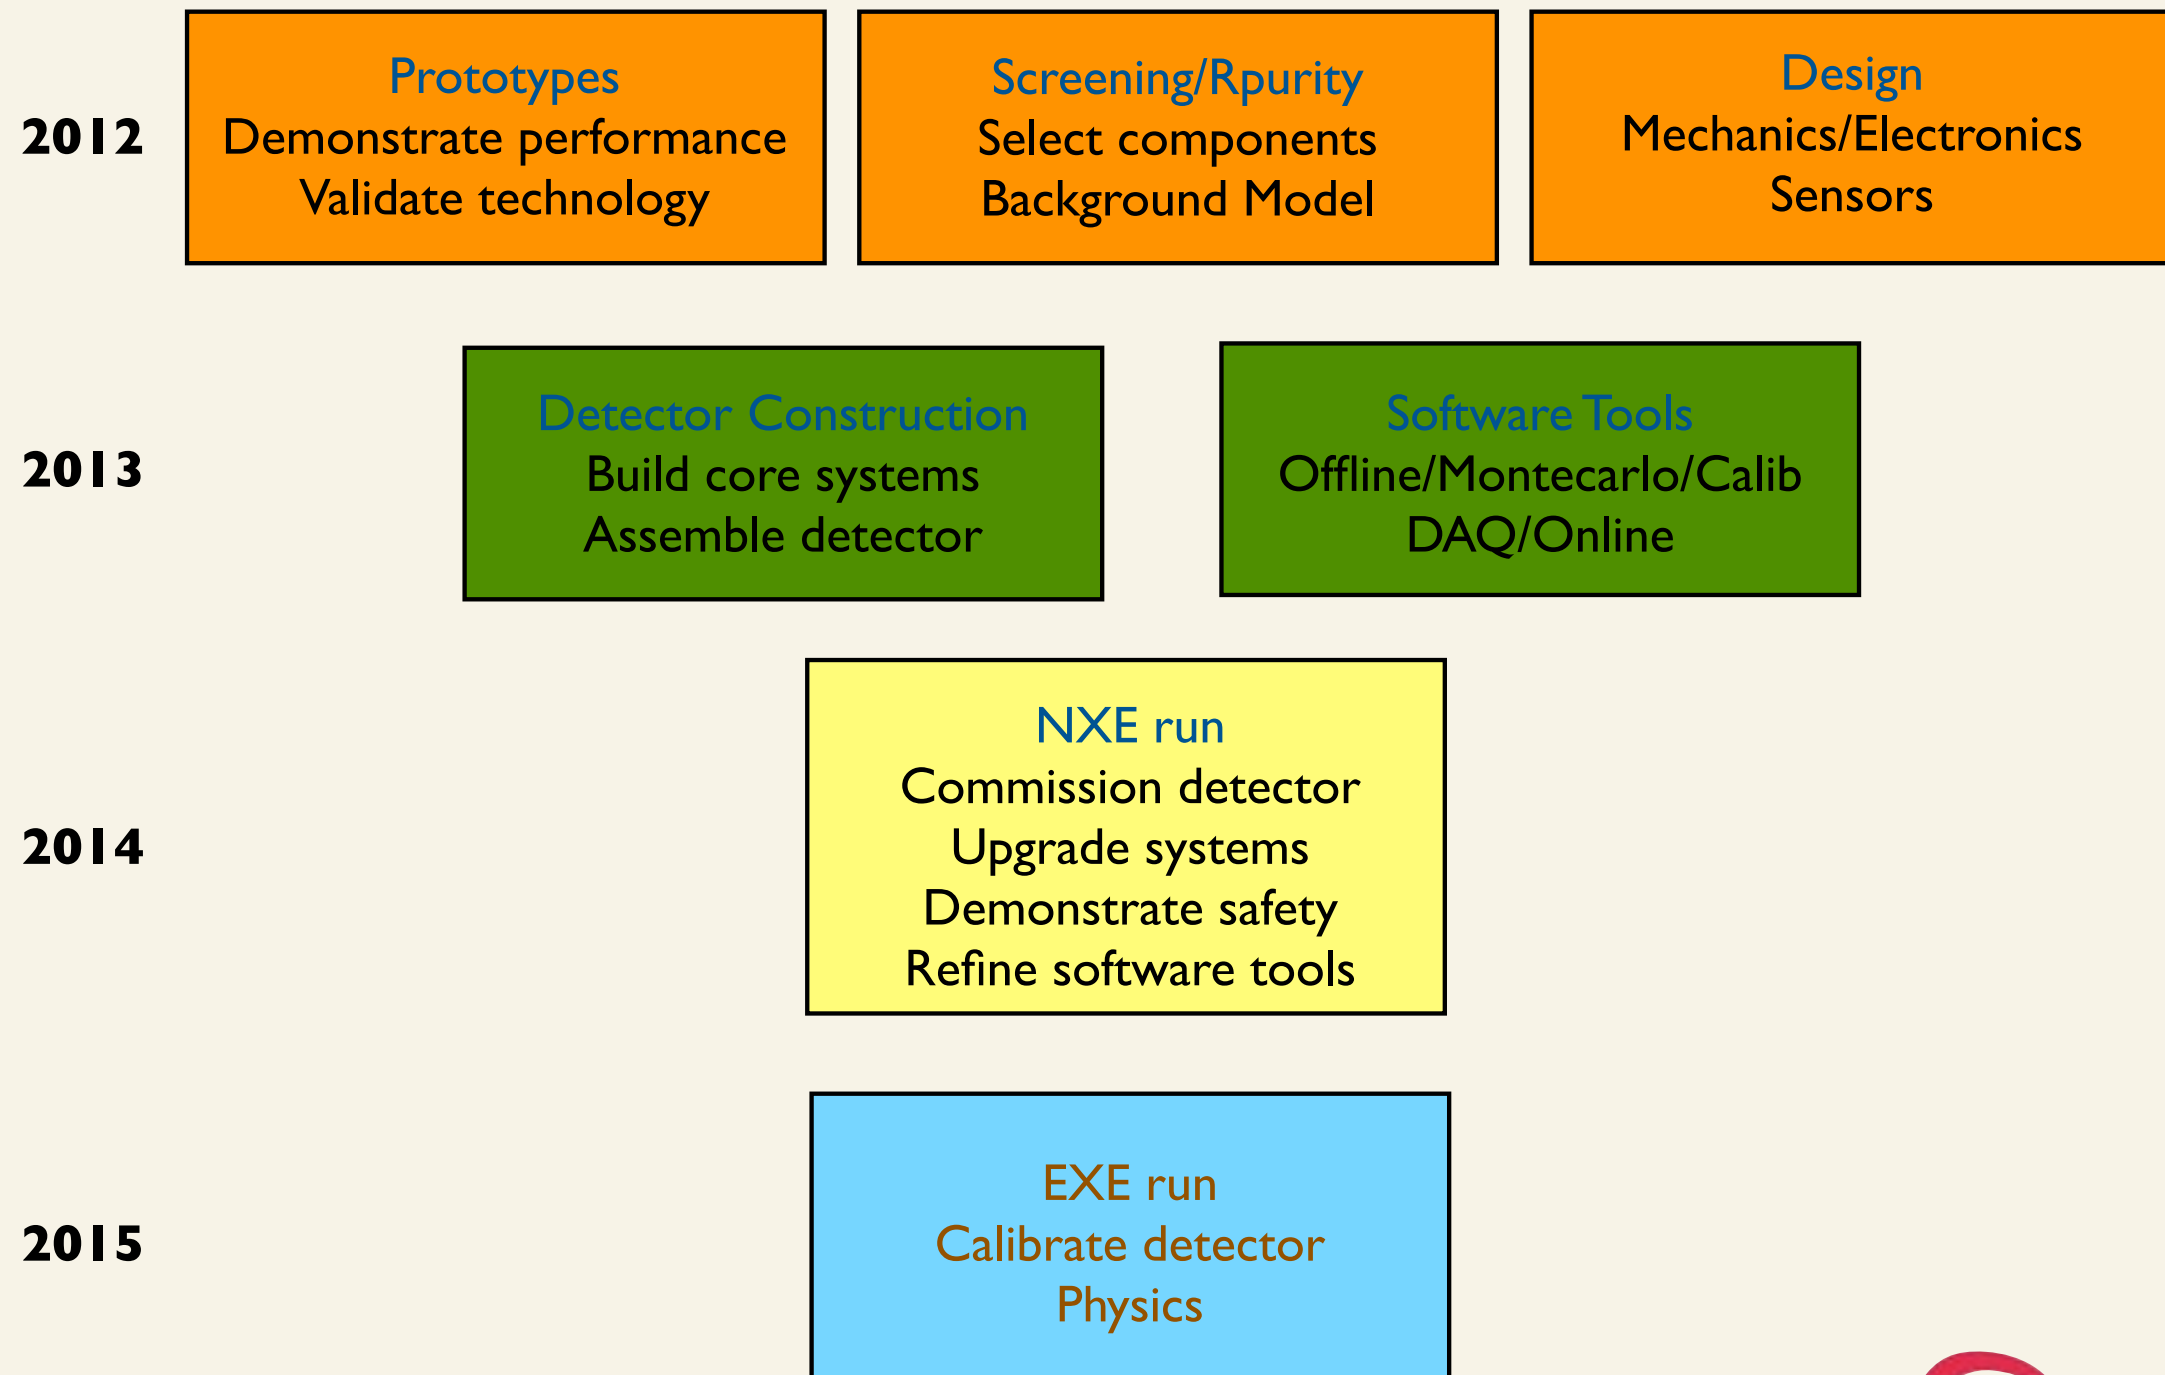 2012
Prototypes
Demonstrate performance
Validate technology
Screening/Rpurity
Select components
Background Model
Design
Mechanics/Electronics
Sensors
2013
Detector Construction
Build core systems
Assemble detector
Software Tools
Offline/Montecarlo/Calib
DAQ/Online
2014
NXE run
Commission detector
Upgrade systems
Demonstrate safety
Refine software tools
2015
EXE run
Calibrate detector
Physics